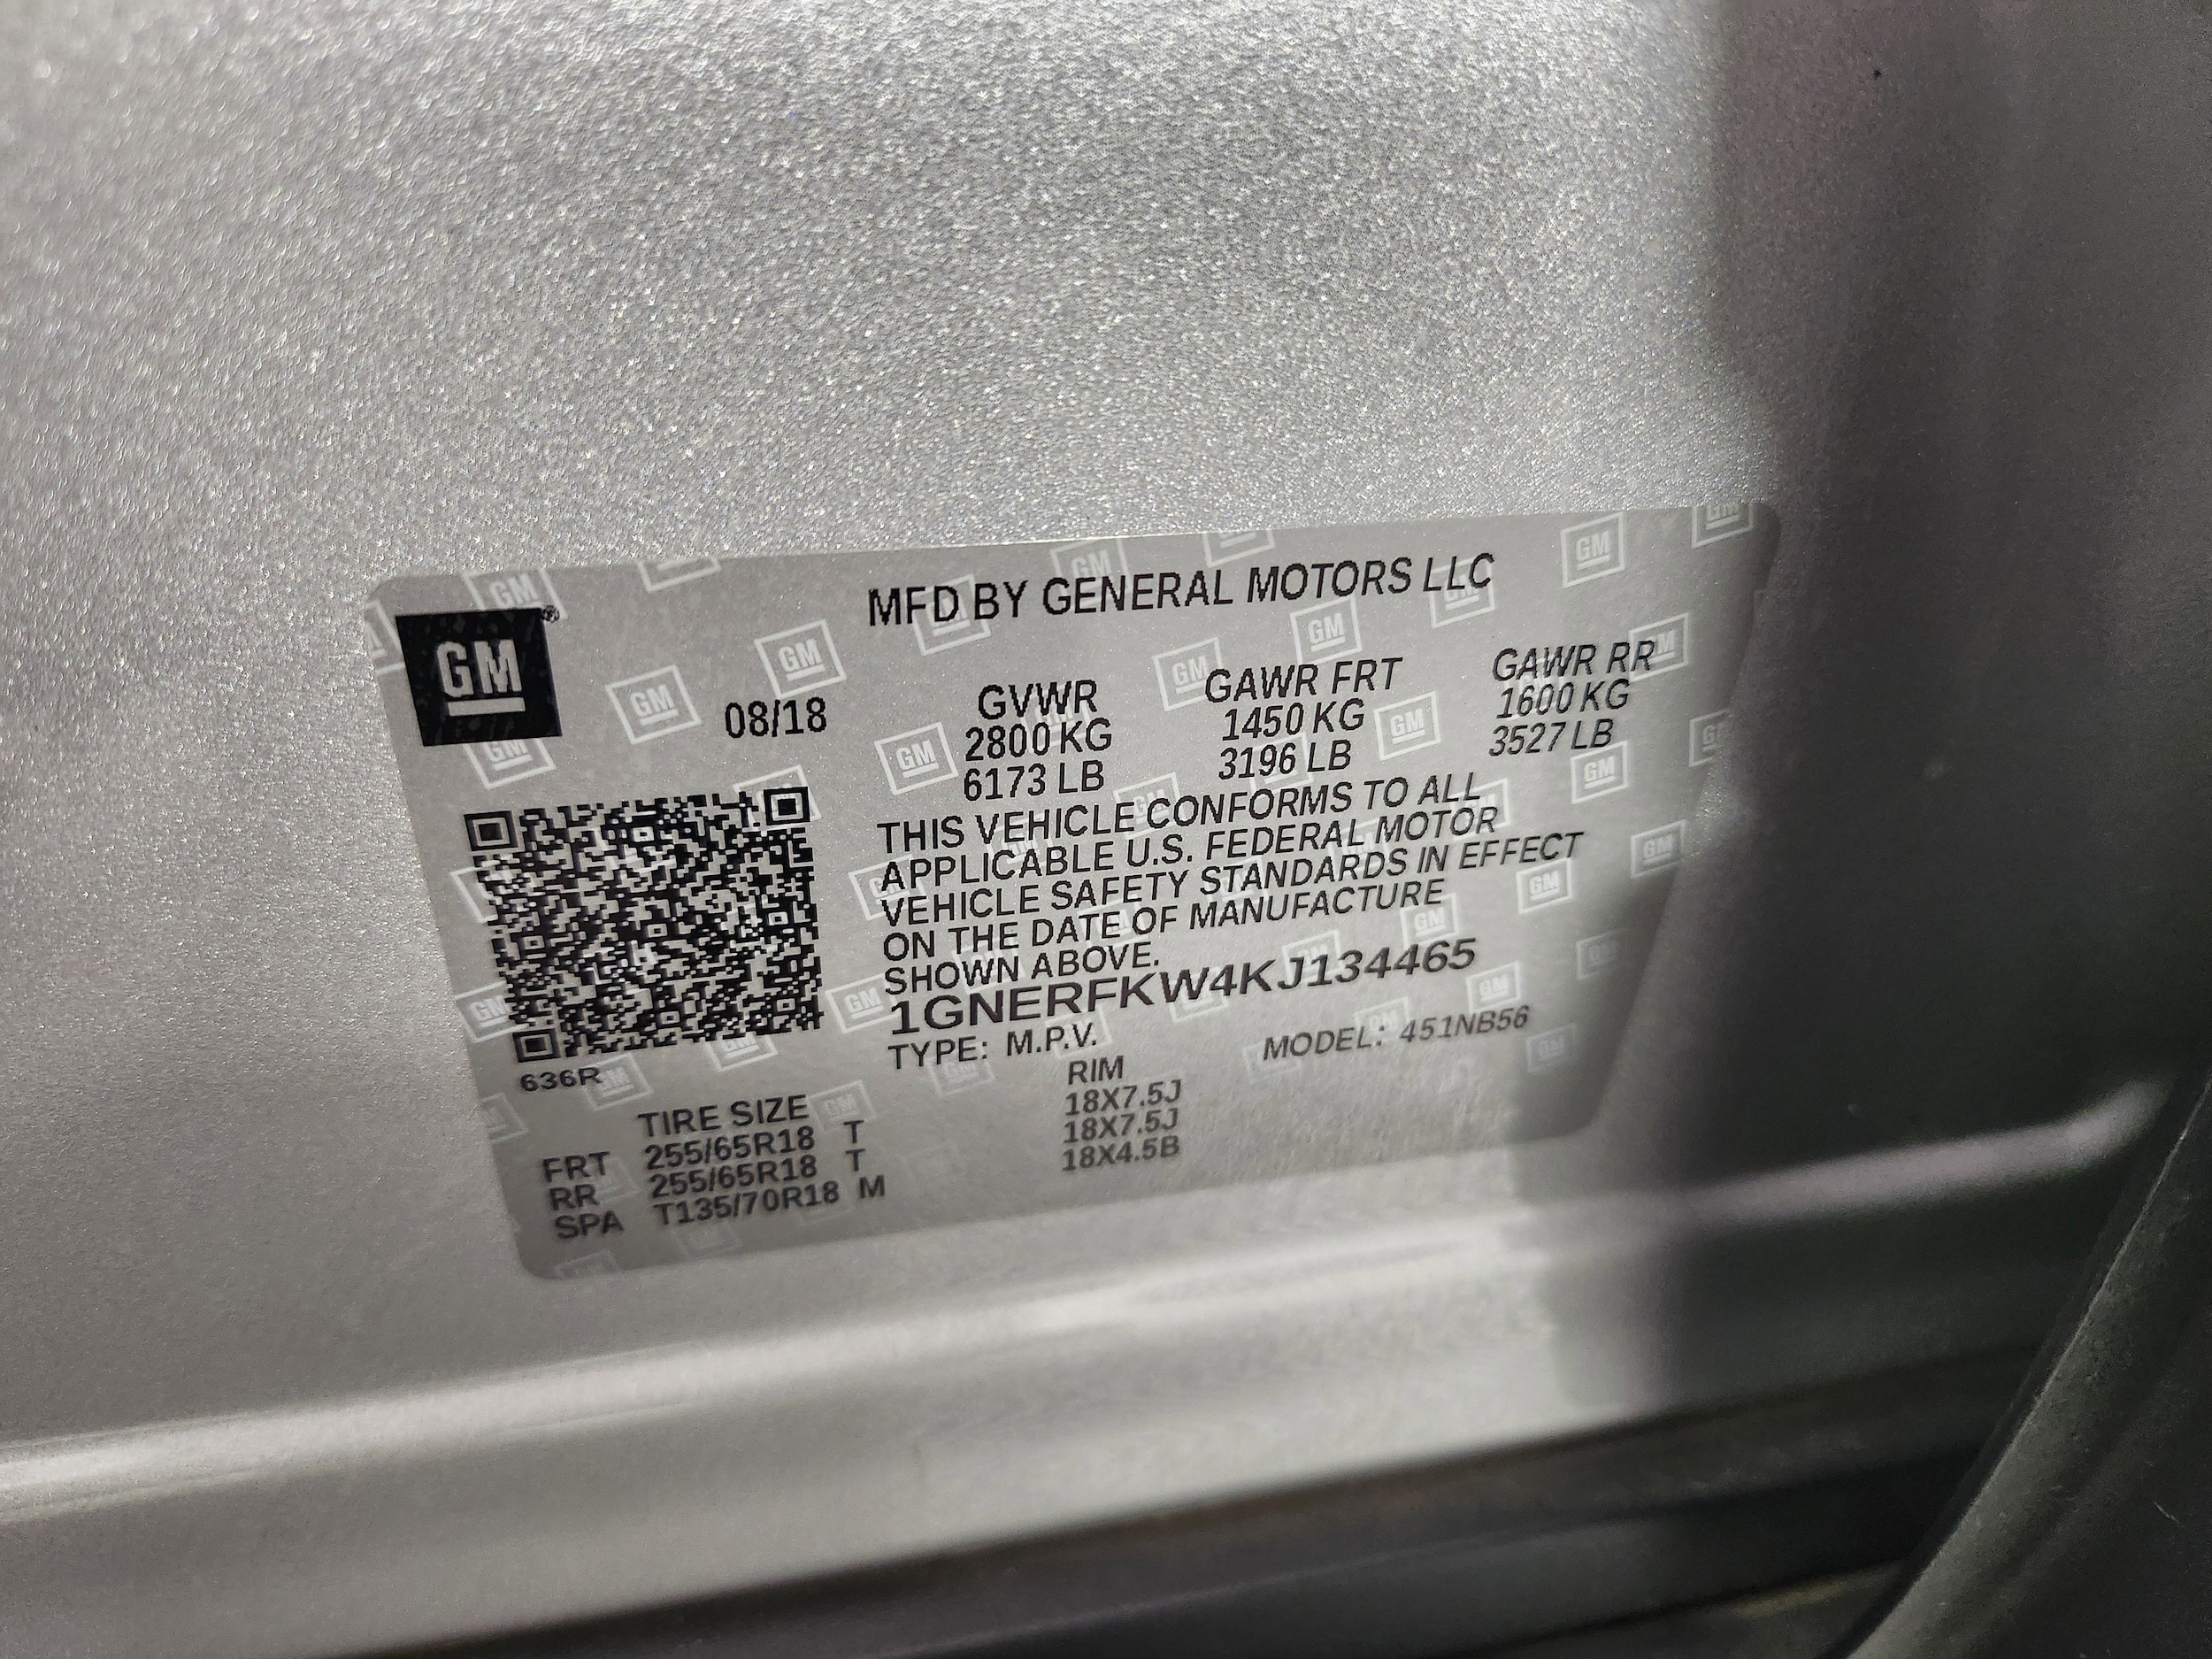 GM ®
MFD BY GENERAL MOTORS LLC
08/18
GVWR GAWR FRT GAWR RR
2800 KG 1450 KG 1600 KG
6173 LB 3196 LB 3527 LB
THIS VEHICLE CONFORMS TO ALL
APPLICABLE U.S. FEDERAL MOTOR
VEHICLE SAFETY STANDARDS IN EFFECT
ON THE DATE OF MANUFACTURE
SHOWN ABOVE.
1GNERFKW4KJ134465
TYPE: M.P.V. MODEL: 451NB56
636R
TIRE SIZE RIM
FRT 255/65R18 T 18X7.5J
RR 255/65R18 T 18X7.5J
SPA T135/70R18 M 18X4.5B